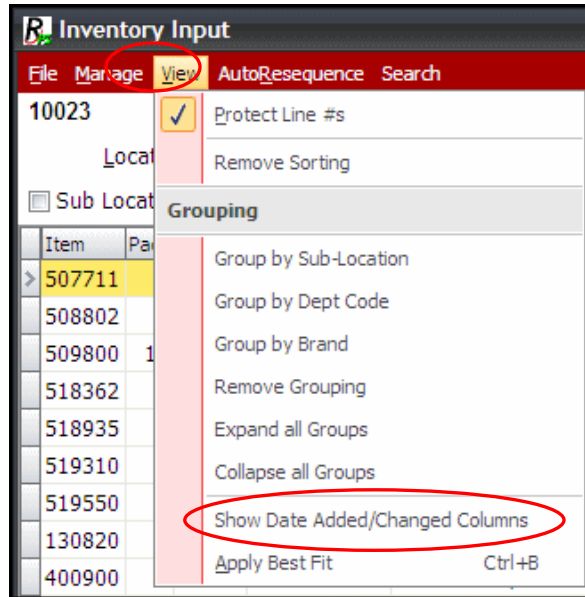 R Inventory Input
File Manage View AutoResequence Search
10023
Protect Line #s
Locat
Remove Sorting
Sub Locat
Grouping
Item Pa
Group by Sub-Location
507711
508802
Group by Dept Code
509800 1
Group by Brand
518362
Remove Grouping
518935
Expand all Groups
519310
Collapse all Groups
519550
Show Date Added/Changed Columns
130820
Apply Best Fit Ctrl+B
400900